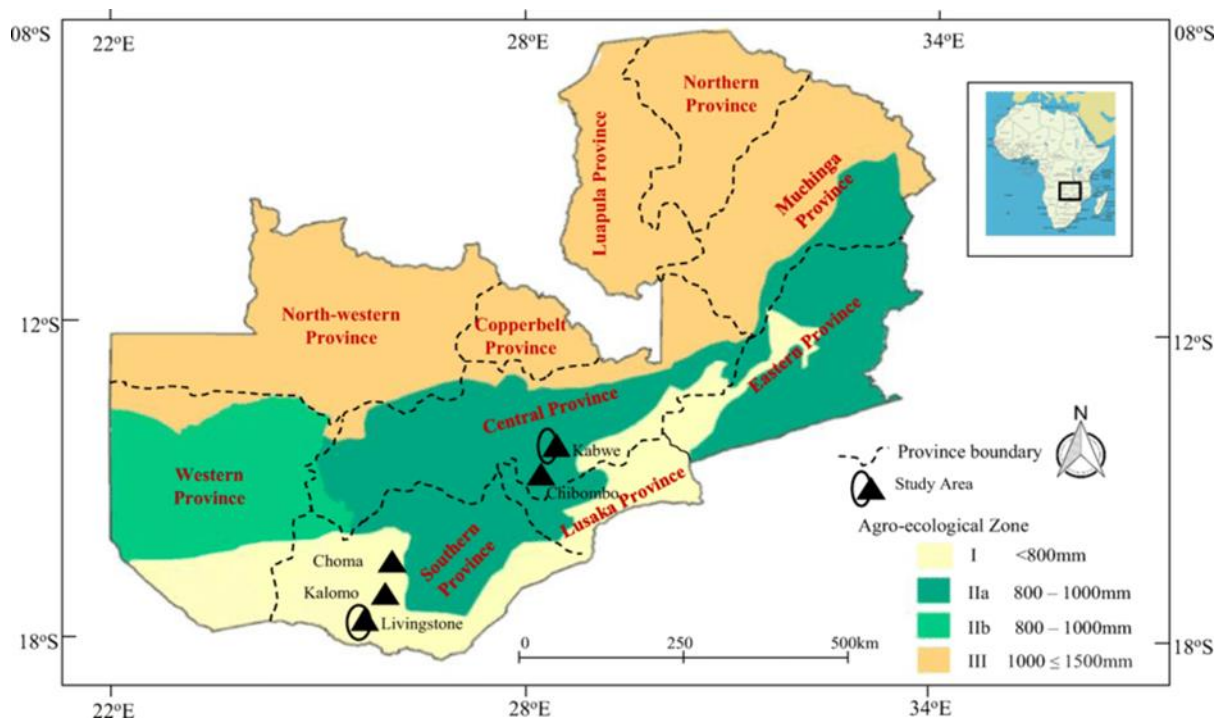 22°E
28°E
34°E
08°S
08°S
Northern
Province
Luapula Province
Muchinga
Province
North-western
Province
Copperbelt
Province
12°S
12°S
Eastern Province
Central Province
Western
Province
Kabwe
Chibombo
Lusaka Province
Southern
Province
Choma
Kalomo
Livingstone
N
Province boundary
Study Area
Agro-ecological Zone
I <800mm
IIa 800 – 1000mm
IIb 800 – 1000mm
III 1000 ≤ 1500mm
0 250 500km
18°S
18°S
22°E
28°E
34°E